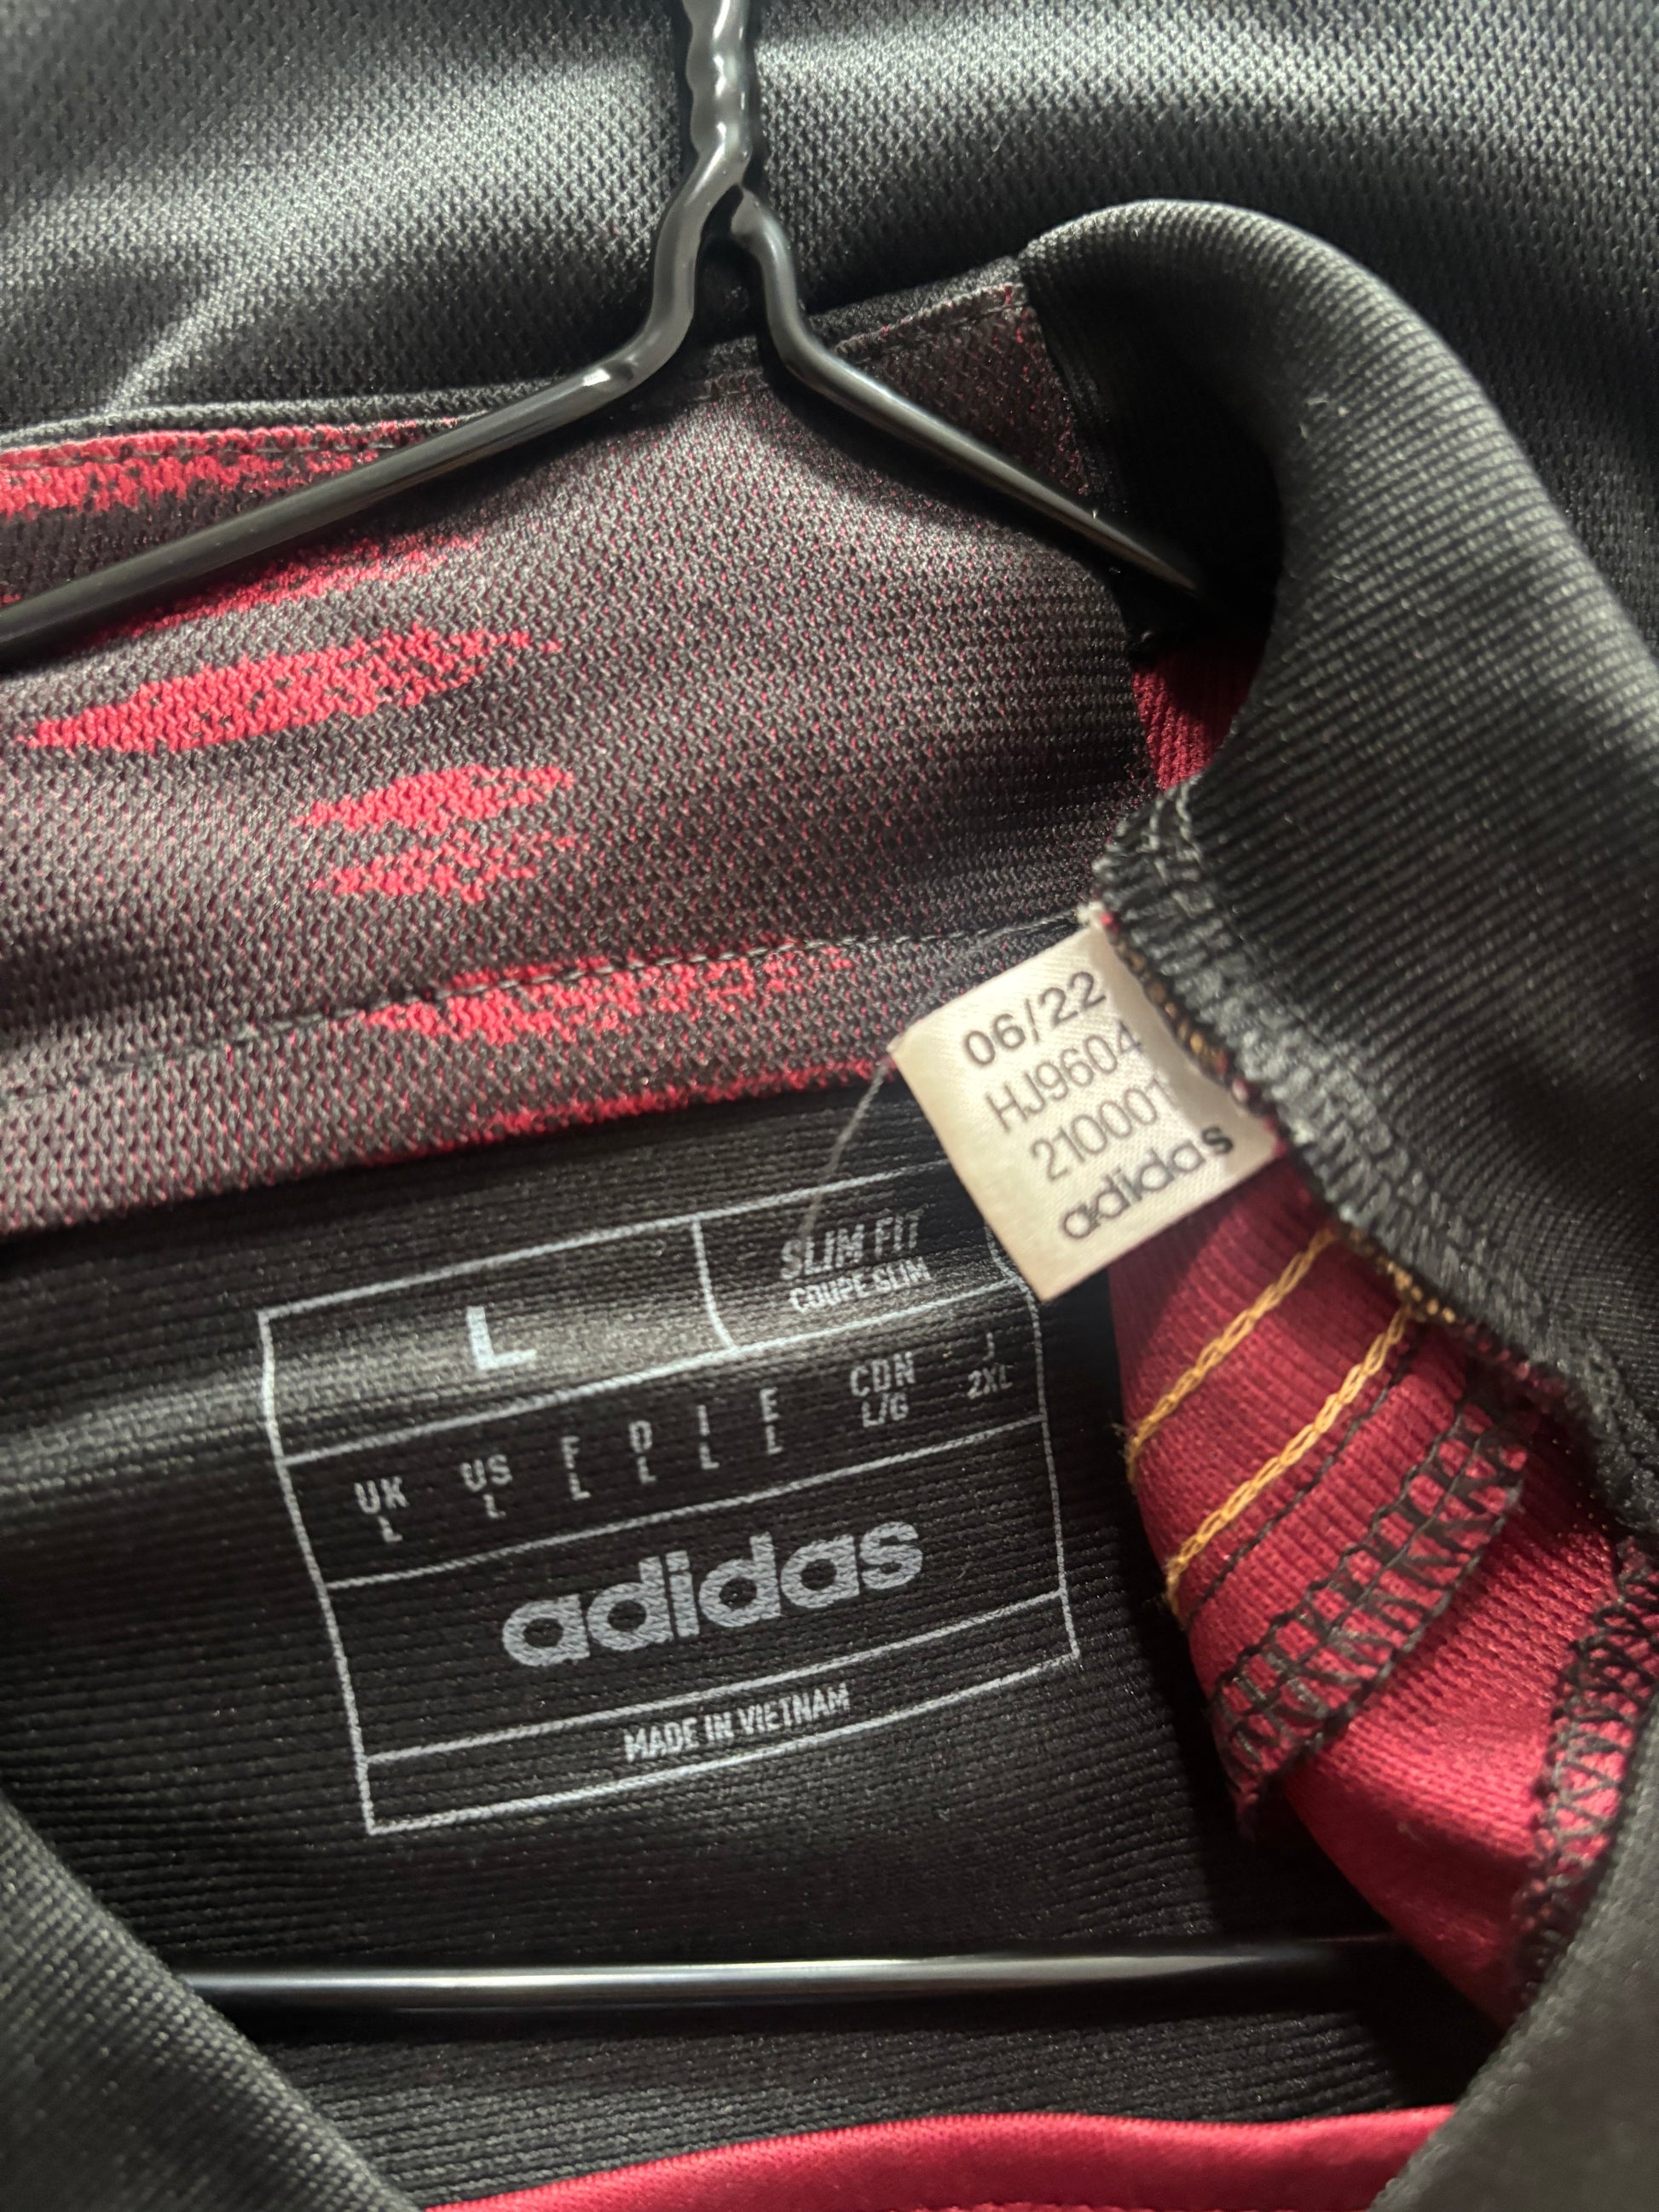 06/22
HJ9604
210001
adidas
L
SLIM FIT
COUPE SLIM
UK US F D I E CDN J
L L L L L L L/G 2XL
adidas
MADE IN VIETNAM